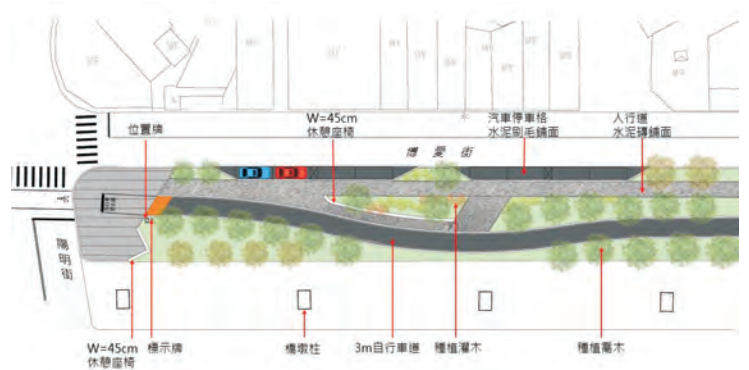 位置牌
W=45cm
休憩座椅
汽車停車格
水泥刷毛鋪面
人行道
水泥磚鋪面
博愛街
陽明街
W=45cm
休憩座椅
標示牌
橋墩柱
3m自行車道
種植灌木
種植喬木